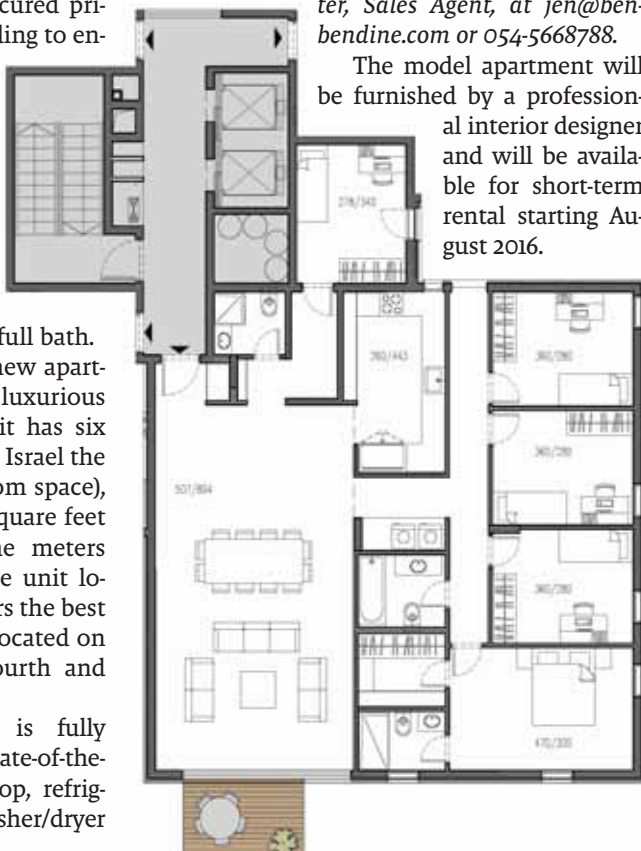 cured pri-
ling to en-
ter, Sales Agent, at jen@ben-
bendine.com or 054-5668788.
The model apartment will
be furnished by a profession-
al interior designer
and will be availa-
ble for short-term
rental starting Au-
gust 2016.
full bath.
new apart-
luxurious
it has six
Israel the
om space),
quare feet
ne meters
e unit lo-
rs the best
ocated on
ourth and
is fully
ate-of-the-
op, refrig-
sher/dryer
278/340
360/443
360/280
360/280
360/280
470/300